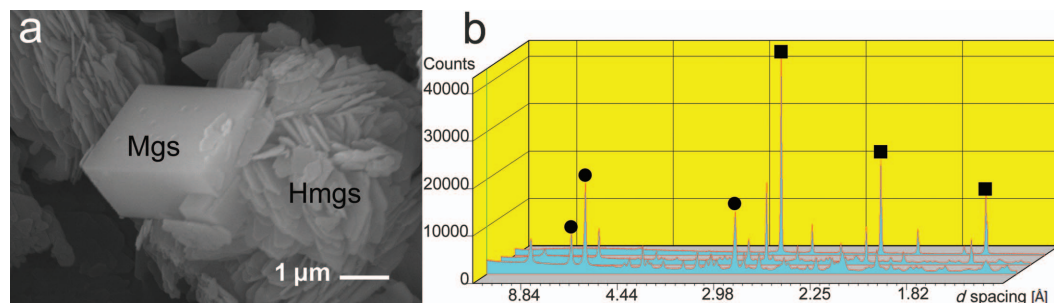 a
Mgs
Hmgs
1 µm
b
Counts
40000
30000
20000
10000
0
8.84 4.44 2.98 2.25 1.82 d spacing [Å]